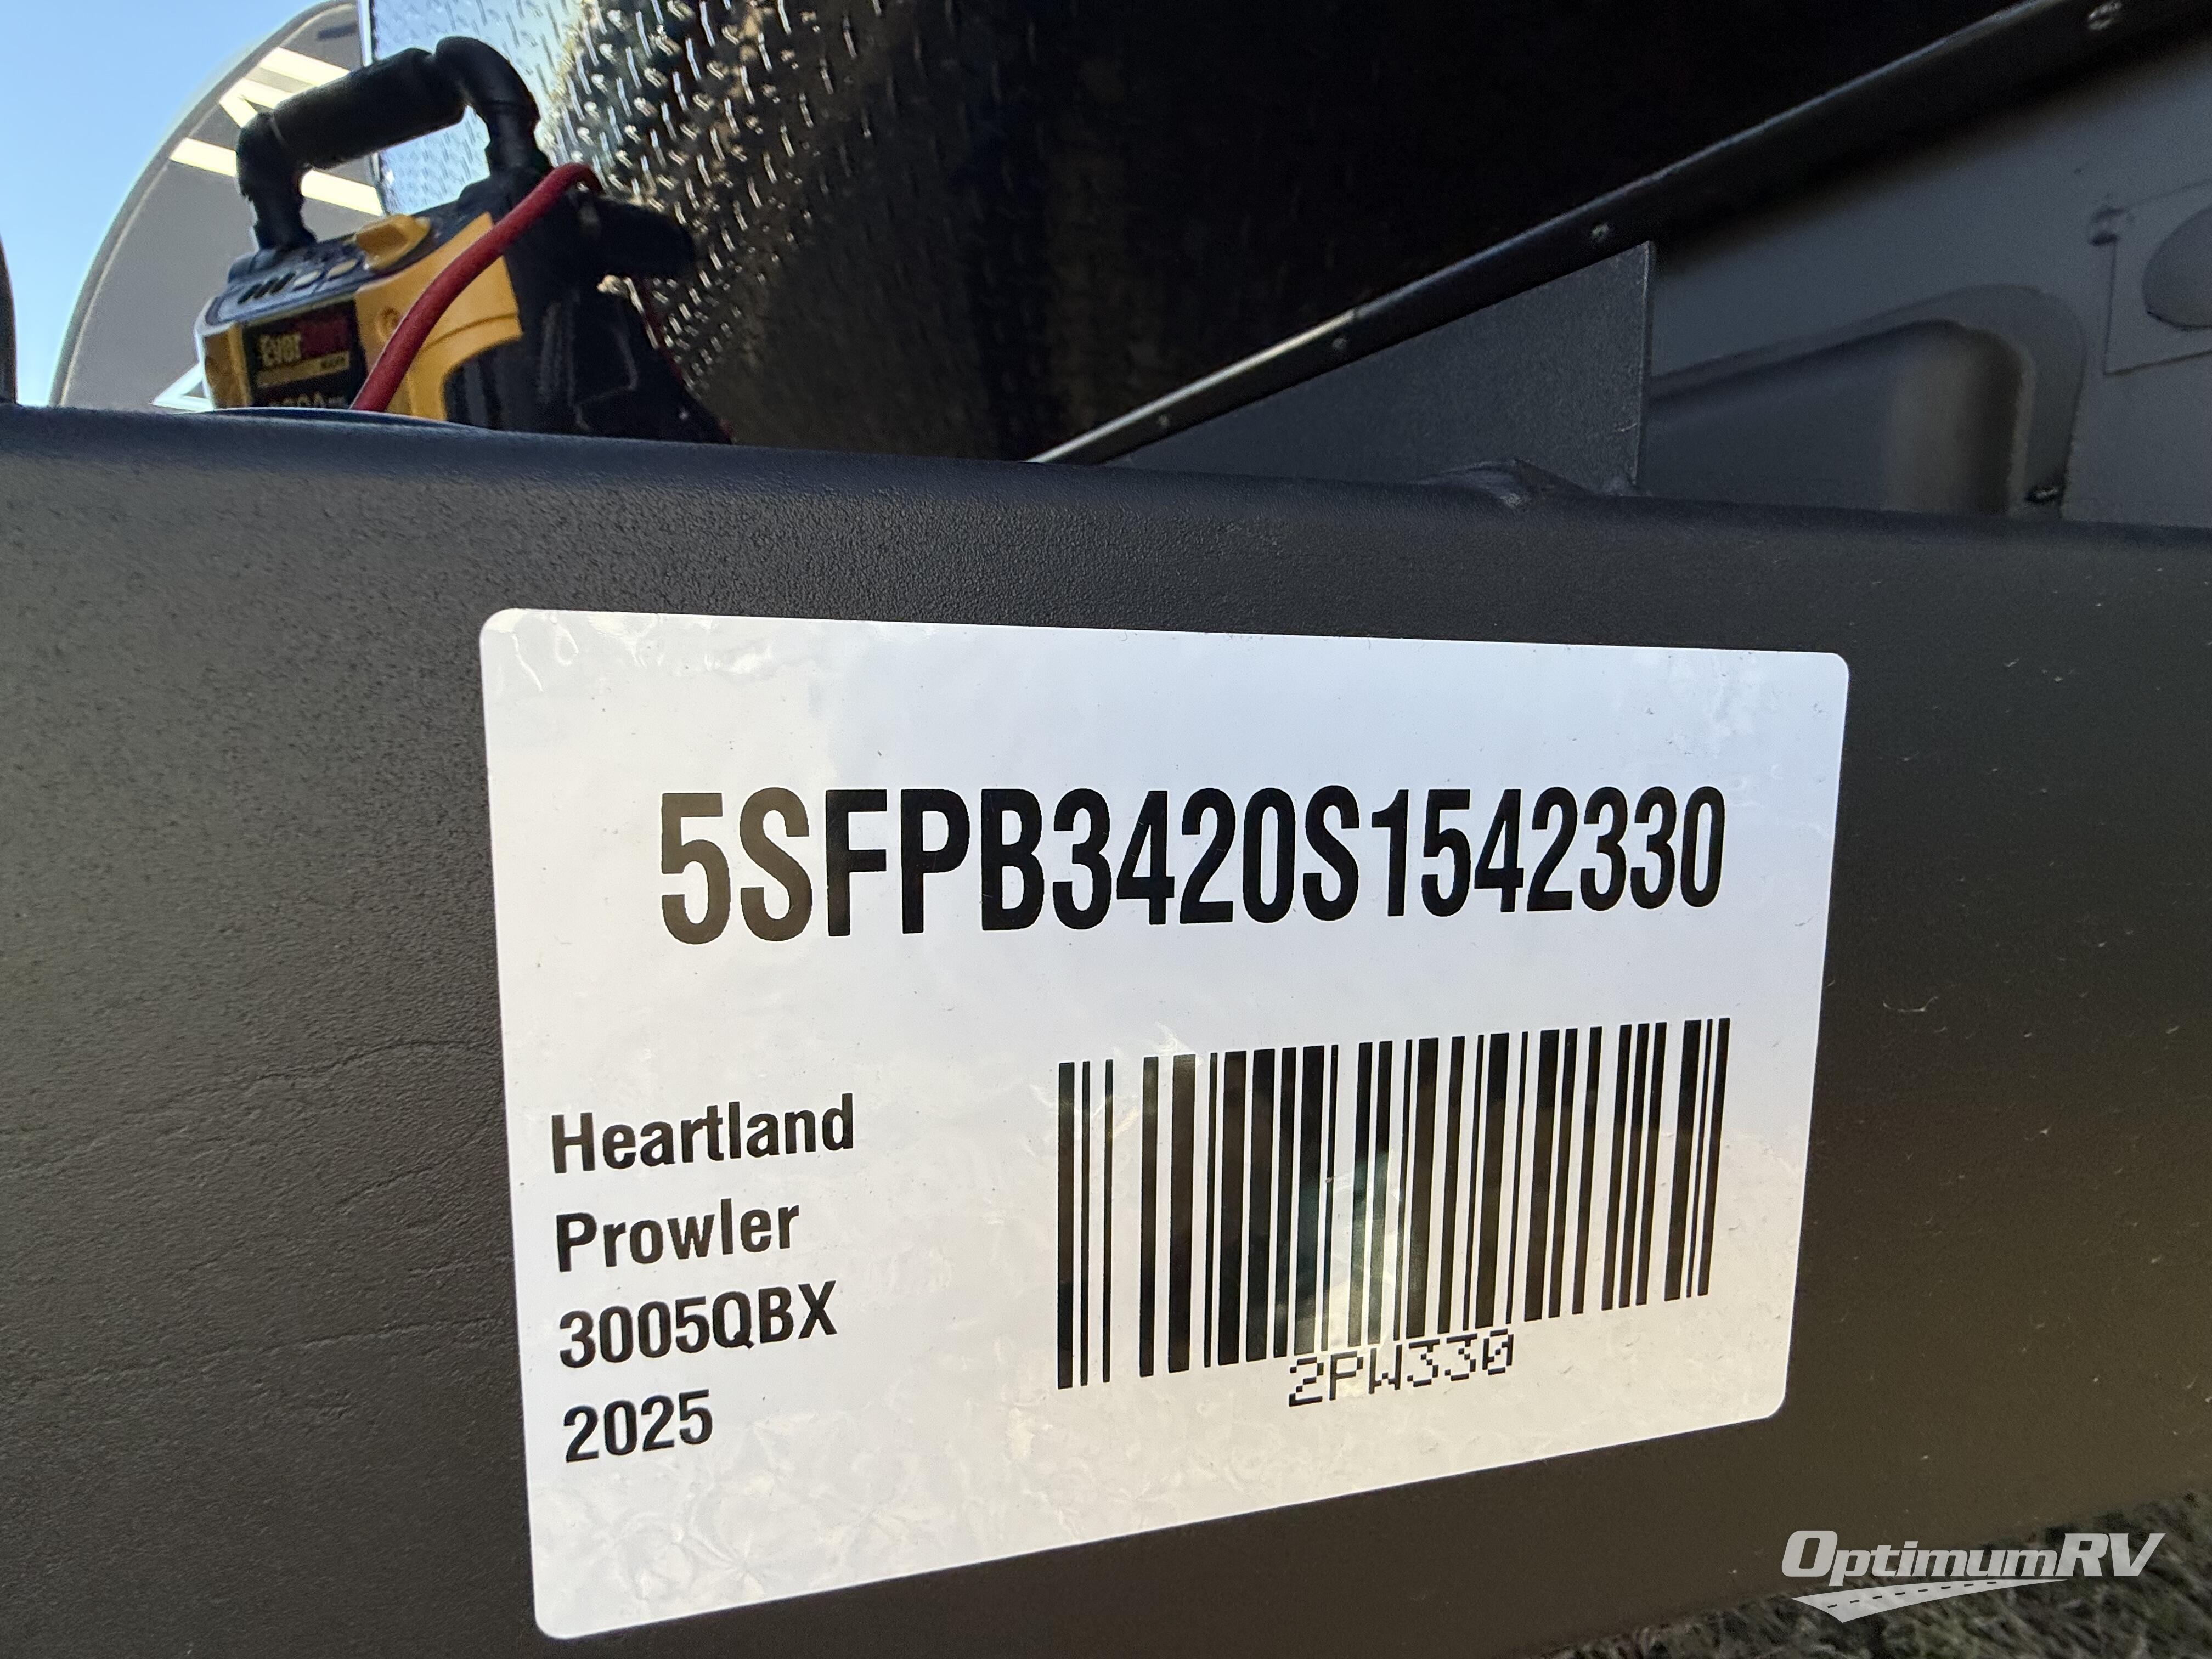 5SFPB3420S1542330
Heartland
Prowler
3005QBX
2025
2PW330
OptimumRV